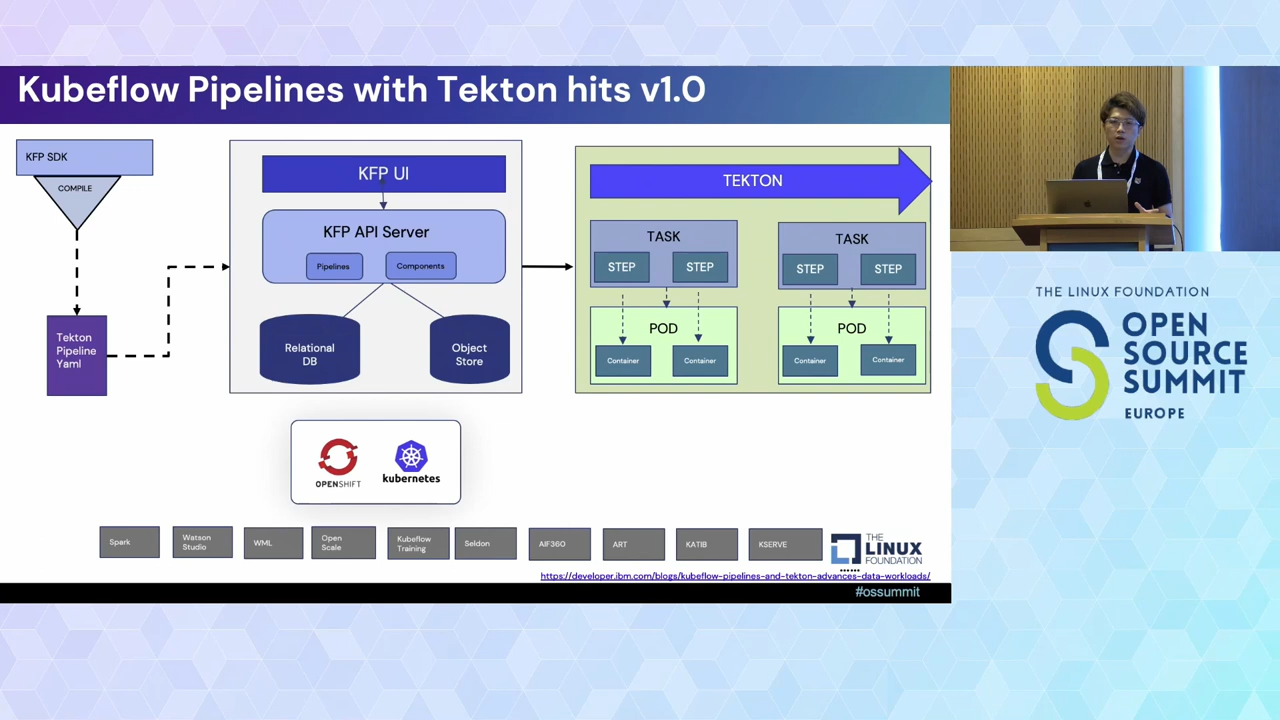 Kubeflow Pipelines with Tekton hits v1.0
KFP SDK
COMPILE
Tekton
Pipeline
Yaml
KFP UI
KFP API Server
Pipelines
Components
Relational
DB
Object
Store
TEKTON
TASK
STEP
STEP
POD
Container
Container
TASK
STEP
STEP
POD
Container
Container
OPENSHIFT
kubernetes
Spark
Watson
Studio
WML
Open
Scale
Kubeflow
Training
Seldon
AIF360
ART
KATIB
KSERVE
THE
LINUX
FOUNDATION
https://developer.ibm.com/blogs/kubeflow-pipelines-and-tekton-advances-data-workloads/
#ossummit
THE LINUX FOUNDATION
OPEN
SOURCE
SUMMIT
EUROPE